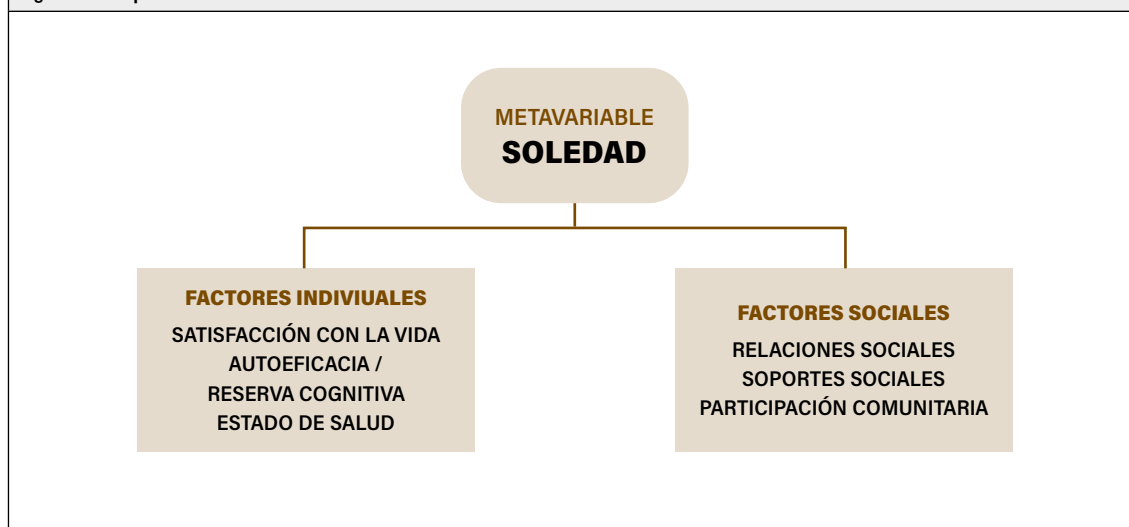 METAVARIABLE
SOLEDAD
FACTORES INDIVIUALES
SATISFACCIÓN CON LA VIDA
AUTOEFICACIA /
RESERVA COGNITIVA
ESTADO DE SALUD
FACTORES SOCIALES
RELACIONES SOCIALES
SOPORTES SOCIALES
PARTICIPACIÓN COMUNITARIA